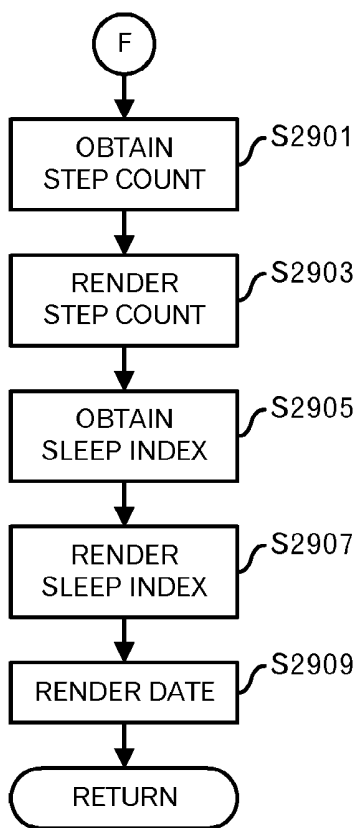 F
OBTAIN
STEP COUNT
S2901
RENDER
STEP COUNT
S2903
OBTAIN
SLEEP INDEX
S2905
RENDER
SLEEP INDEX
S2907
RENDER DATE
S2909
RETURN